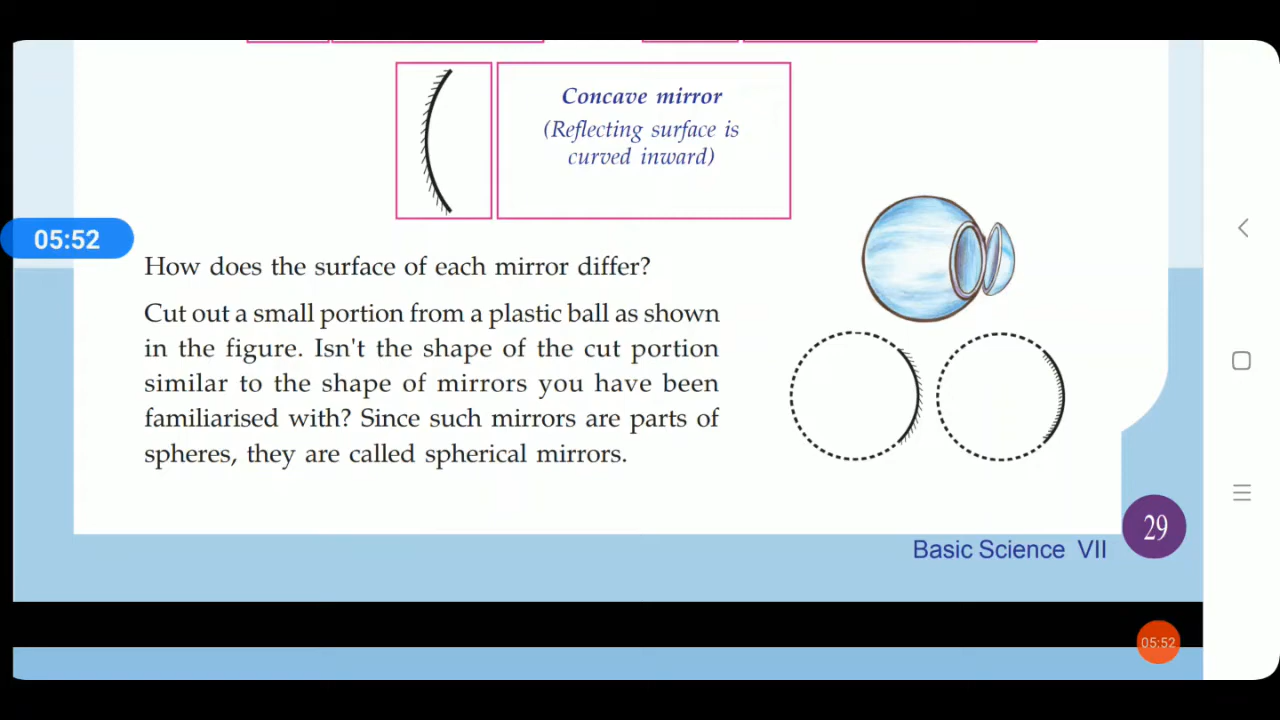 Concave mirror
(Reflecting surface is
curved inward)
05:52
How does the surface of each mirror differ?
Cut out a small portion from a plastic ball as shown
in the figure. Isn't the shape of the cut portion
similar to the shape of mirrors you have been
familiarised with? Since such mirrors are parts of
spheres, they are called spherical mirrors.
29
Basic Science VII
05:52